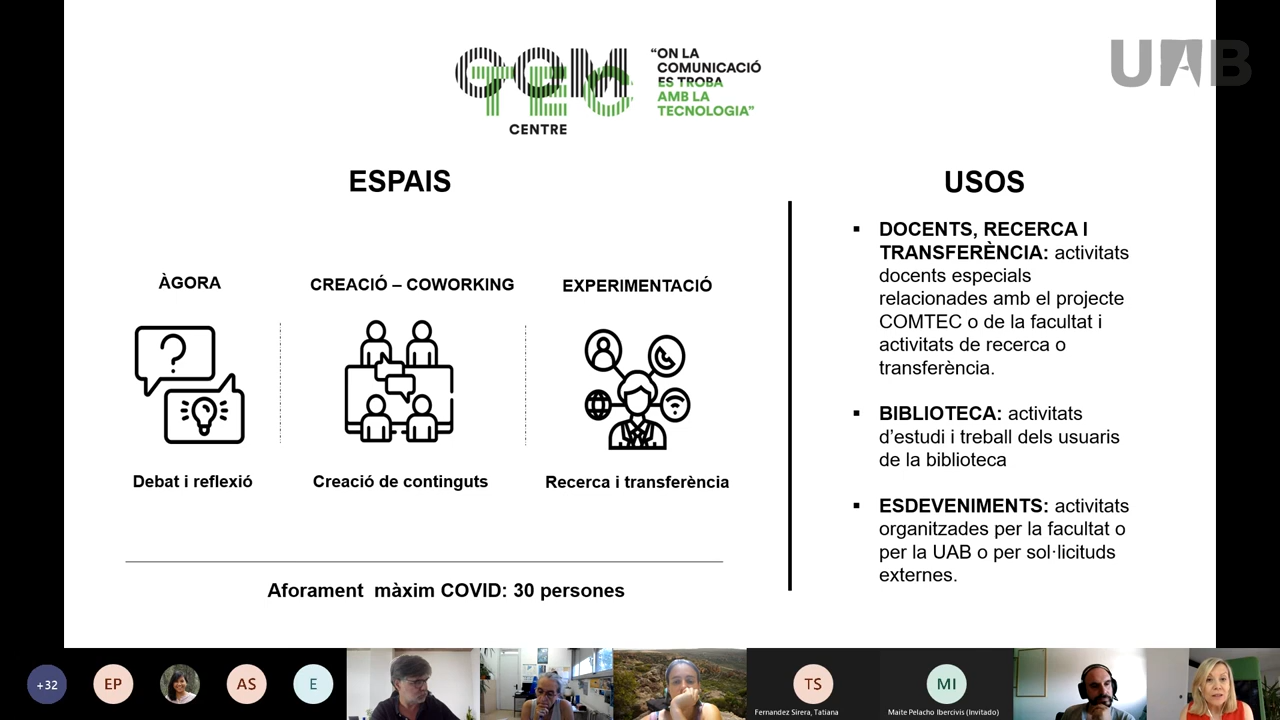 COM
TEC
CENTRE
“ON LA
COMUNICACIÓ
ES TROBA
AMB LA
TECNOLOGIA”
UAB
ESPAIS
ÀGORA
CREACIÓ – COWORKING
EXPERIMENTACIÓ
?
Debat i reflexió
Creació de continguts
Recerca i transferència
Aforament màxim COVID: 30 persones
USOS
▪ DOCENTS, RECERCA I
TRANSFERÈNCIA: activitats
docents especials
relacionades amb el projecte
COMTEC o de la facultat i
activitats de recerca o
transferència.
▪ BIBLIOTECA: activitats
d’estudi i treball dels usuaris
de la biblioteca
▪ ESDEVENIMENTS: activitats
organitzades per la facultat o
per la UAB o per sol·licituds
externes.
+32
EP
AS
E
TS
Fernandez Sirera, Tatiana
MI
Maite Pelacho Ibercivis (Invitado)